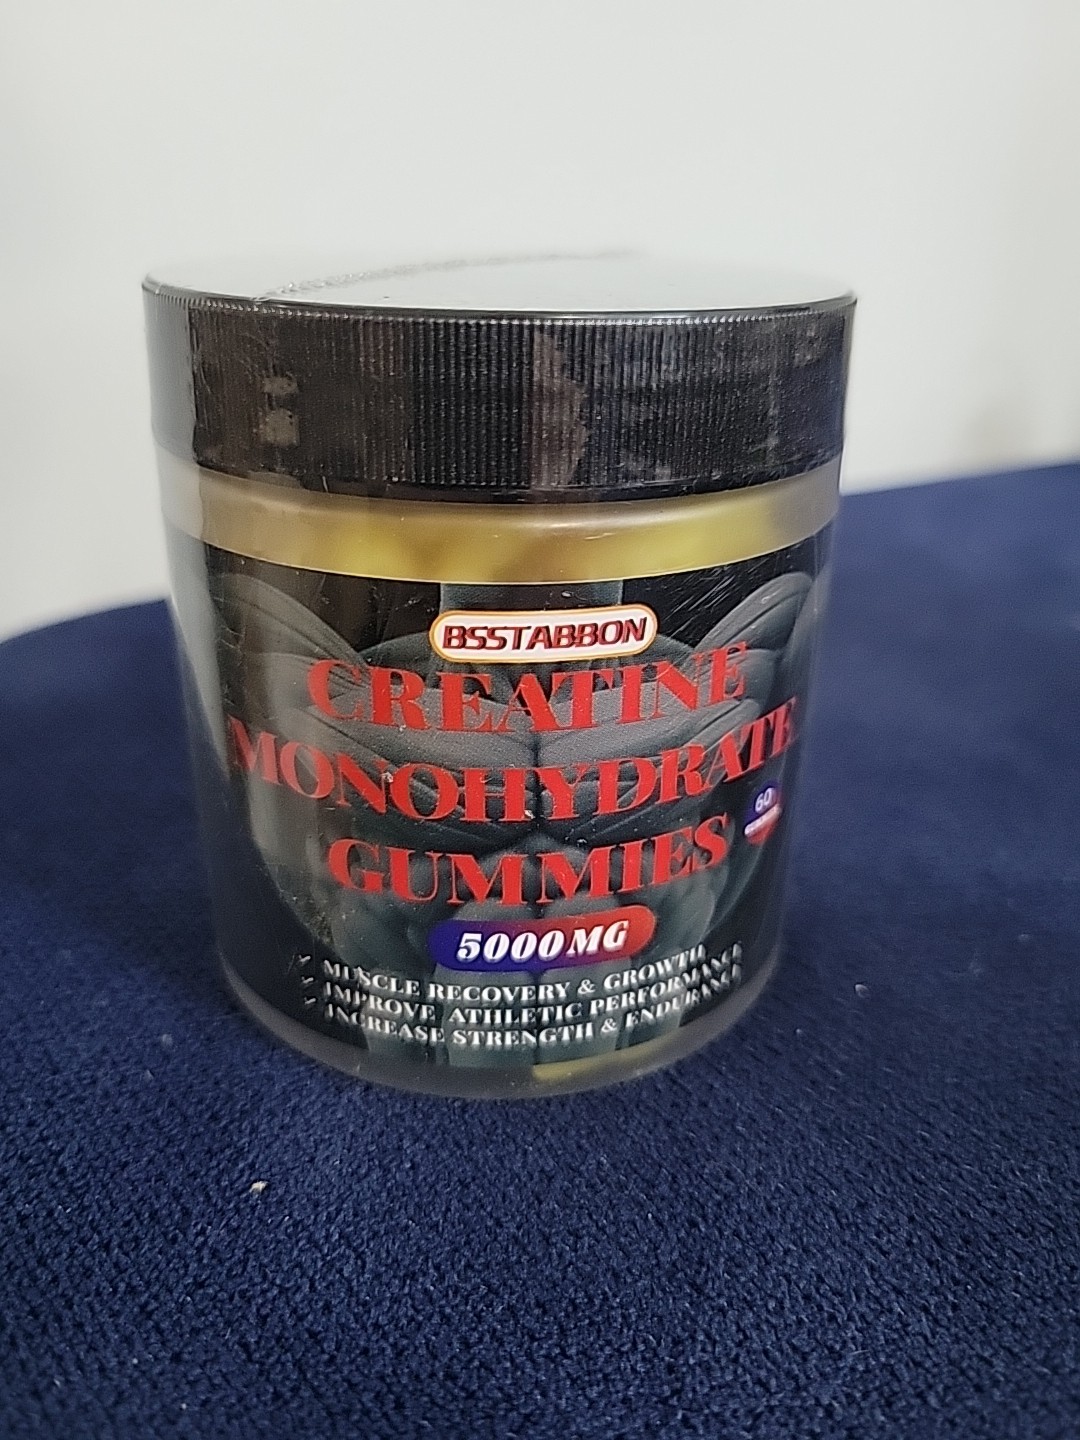 BSSTABBON
CREATINE
MONOHYDRATE
GUMMIES
60
5000MG
MUSCLE RECOVERY & GROWTH
IMPROVE ATHLETIC PERFORMANCE
INCREASE STRENGTH & ENDURANCE